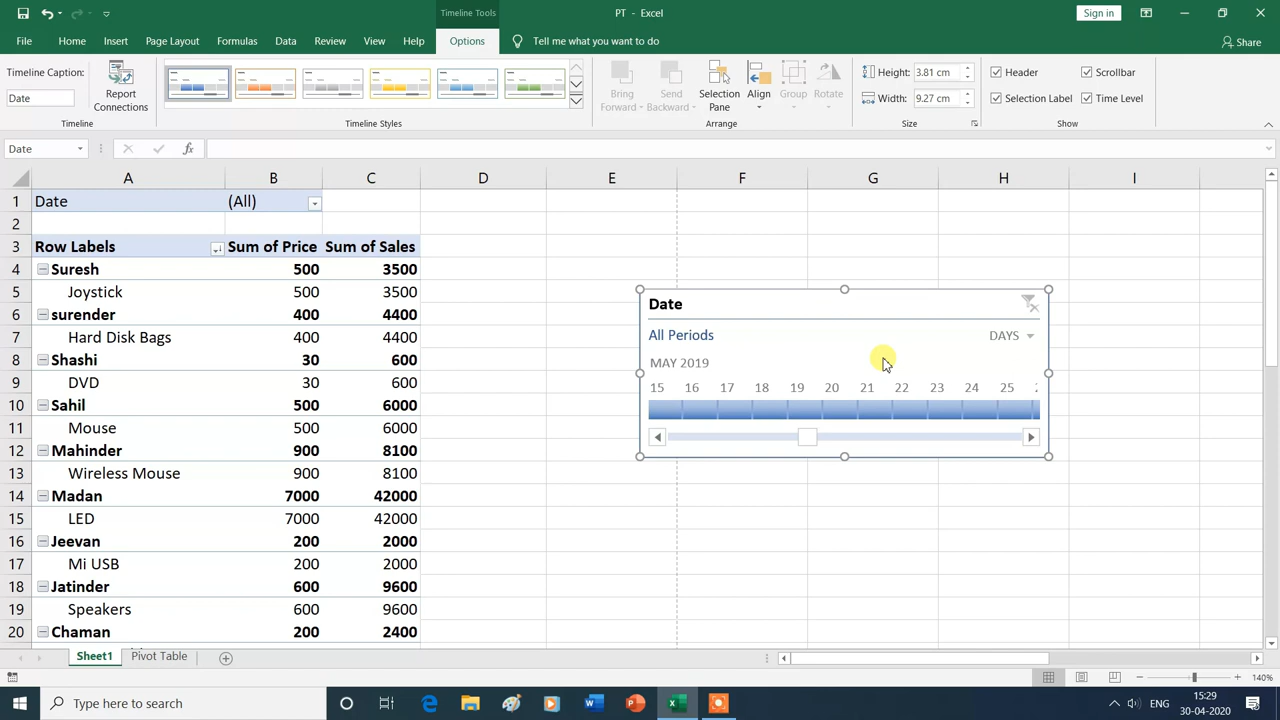 Timeline Tools
PT - Excel
Sign in
File Home Insert Page Layout Formulas Data Review View Help Options Tell me what you want to do Share
Timeline Caption:
Date
Report
Connections
Timeline
Timeline Styles
Bring
Forward
Send
Backward
Selection
Pane
Align
Group
Rotate
Arrange
Height: 3.81 cm
Width: 9.27 cm
Size
Header
Scrollbar
Selection Label
Time Level
Show
Date fx
A B C D E F G H I
1 Date (All)
2
3 Row Labels Sum of Price Sum of Sales
4 Suresh 500 3500
5 Joystick 500 3500
6 surender 400 4400
7 Hard Disk Bags 400 4400
8 Shashi 30 600
9 DVD 30 600
10 Sahil 500 6000
11 Mouse 500 6000
12 Mahinder 900 8100
13 Wireless Mouse 900 8100
14 Madan 7000 42000
15 LED 7000 42000
16 Jeevan 200 2000
17 Mi USB 200 2000
18 Jatinder 600 9600
19 Speakers 600 9600
20 Chaman 200 2400
Date
All Periods DAYS
MAY 2019
15 16 17 18 19 20 21 22 23 24 25
Sheet1 Pivot Table
140%
Type here to search
ENG
15:29
30-04-2020